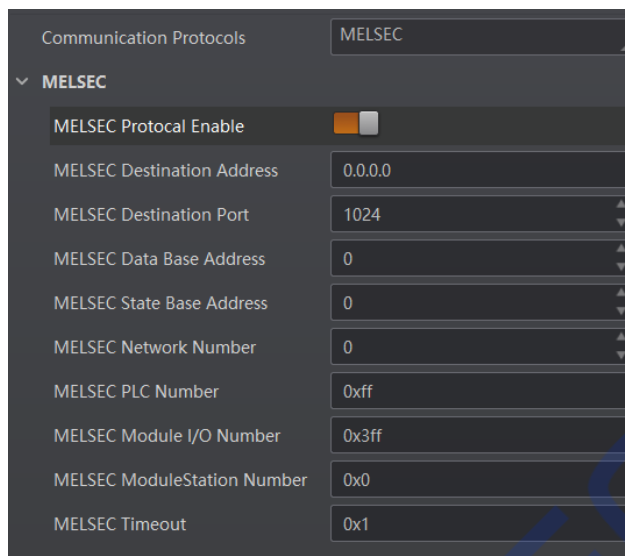 Communication Protocols MELSEC
MELSEC
MELSEC Protocal Enable
MELSEC Destination Address 0.0.0.0
MELSEC Destination Port 1024
MELSEC Data Base Address 0
MELSEC State Base Address 0
MELSEC Network Number 0
MELSEC PLC Number 0xff
MELSEC Module I/O Number 0x3ff
MELSEC ModuleStation Number 0x0
MELSEC Timeout 0x1